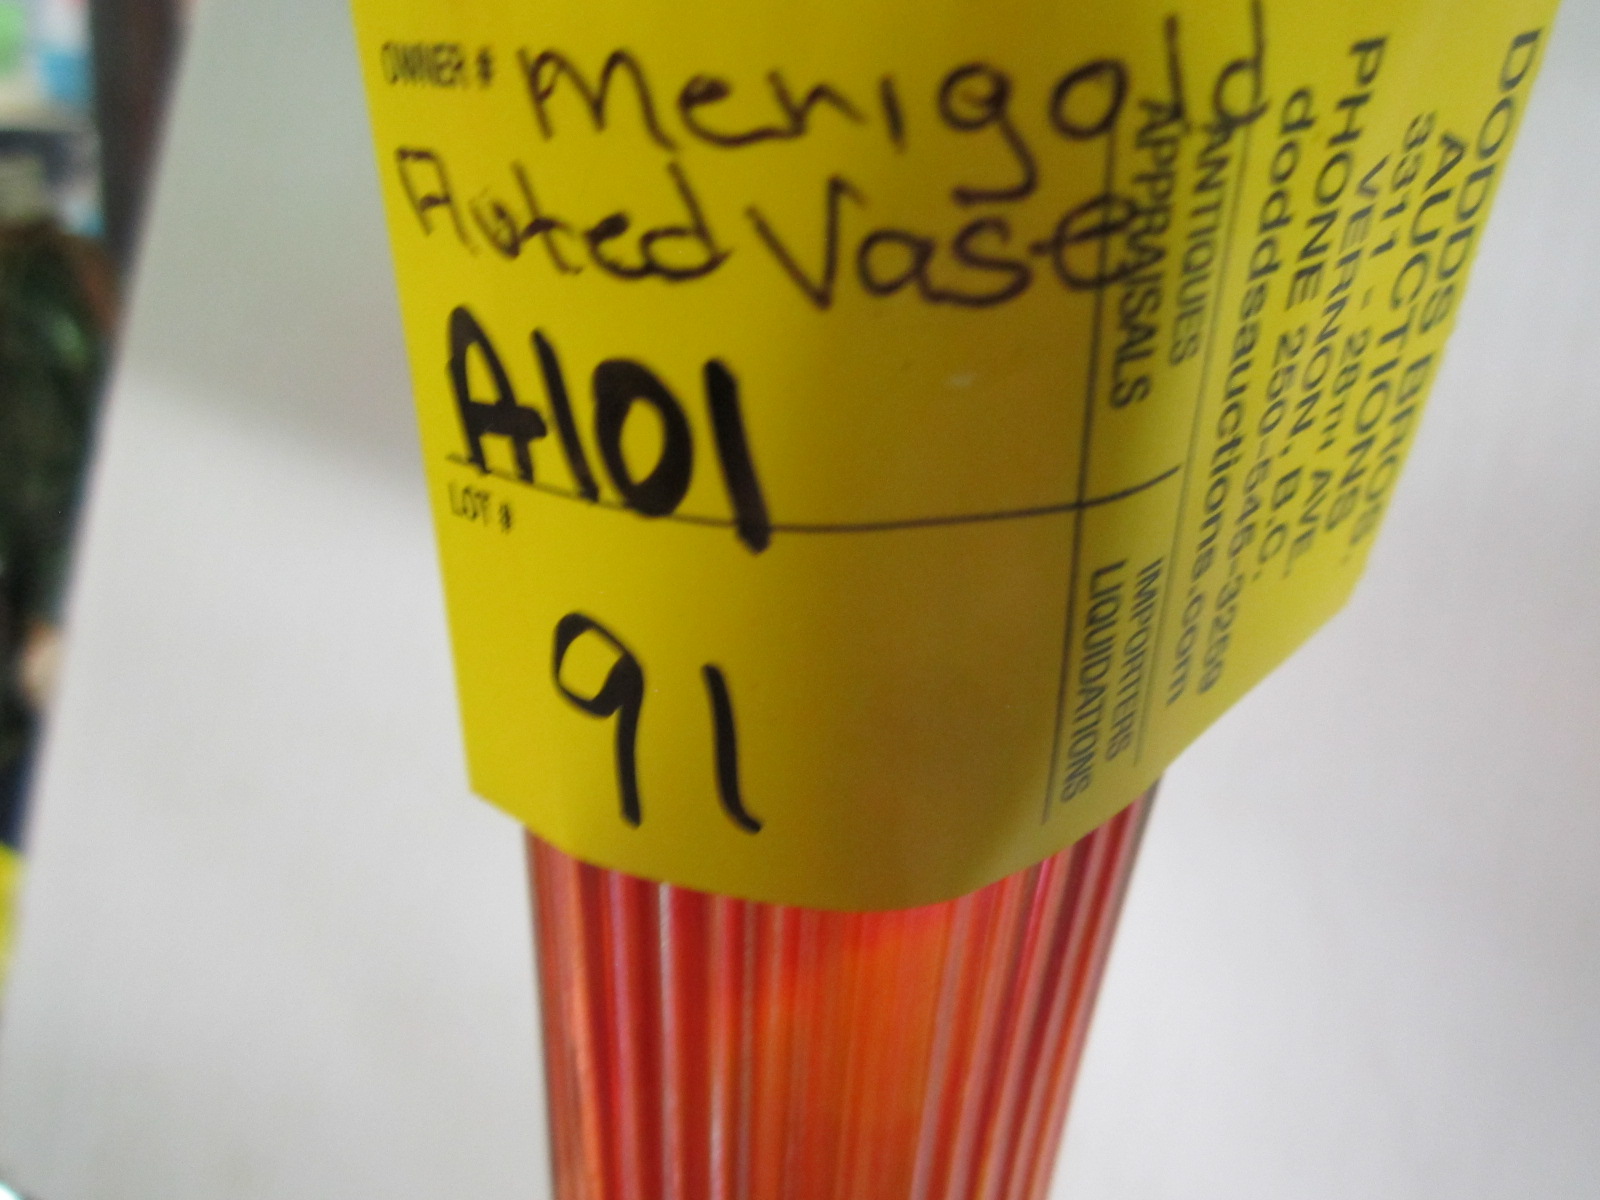 OWNER # Merigold
Fluted Vase
A101
LOT #
91
ANTIQUES
APPRAISALS
IMPORTERS
LIQUIDATIONS
DODDS BROS.
AUCTIONS
3311 - 28TH AVE.
VERNON, B.C.
PHONE 250-545-3259
doddsauctions.com